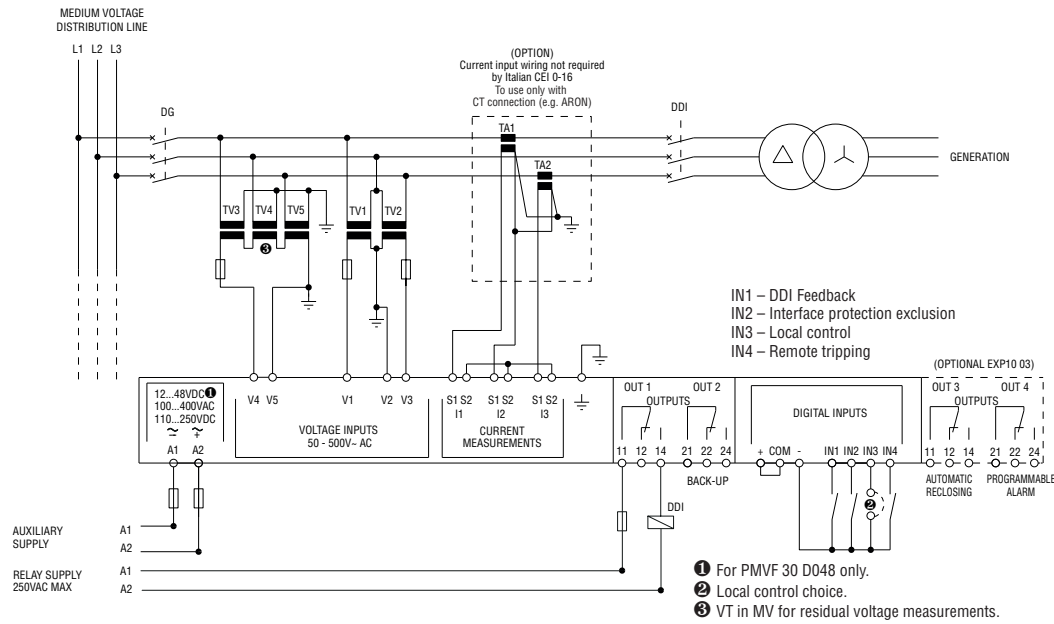 MEDIUM VOLTAGE
DISTRIBUTION LINE
L1 L2 L3
DG
(OPTION)
Current input wiring not required
by Italian CEI 0-16
To use only with
CT connection (e.g. ARON)
TA1
TA2
DDI
GENERATION
TV3 TV4 TV5
❸
TV1 TV2
IN1 – DDI Feedback
IN2 – Interface protection exclusion
IN3 – Local control
IN4 – Remote tripping
(OPTIONAL EXP10 03)
12...48VDC❶
100...400VAC
110...250VDC
~ ~
– +
A1 A2
V4 V5 V1 V2 V3
VOLTAGE INPUTS
50 - 500V~ AC
S1 S2 S1 S2 S1 S2
I1 I2 I3
CURRENT
MEASUREMENTS
OUT 1 OUT 2
OUTPUTS
11 12 14 21 22 24
BACK-UP
DIGITAL INPUTS
+ COM - IN1 IN2 IN3 IN4
OUT 3 OUT 4
OUTPUTS
11 12 14 21 22 24
AUTOMATIC
RECLOSING
PROGRAMMABLE
ALARM
❷
DDI
AUXILIARY
SUPPLY
A1
A2
RELAY SUPPLY
250VAC MAX
A1
A2
❶ For PMVF 30 D048 only.
❷ Local control choice.
❸ VT in MV for residual voltage measurements.